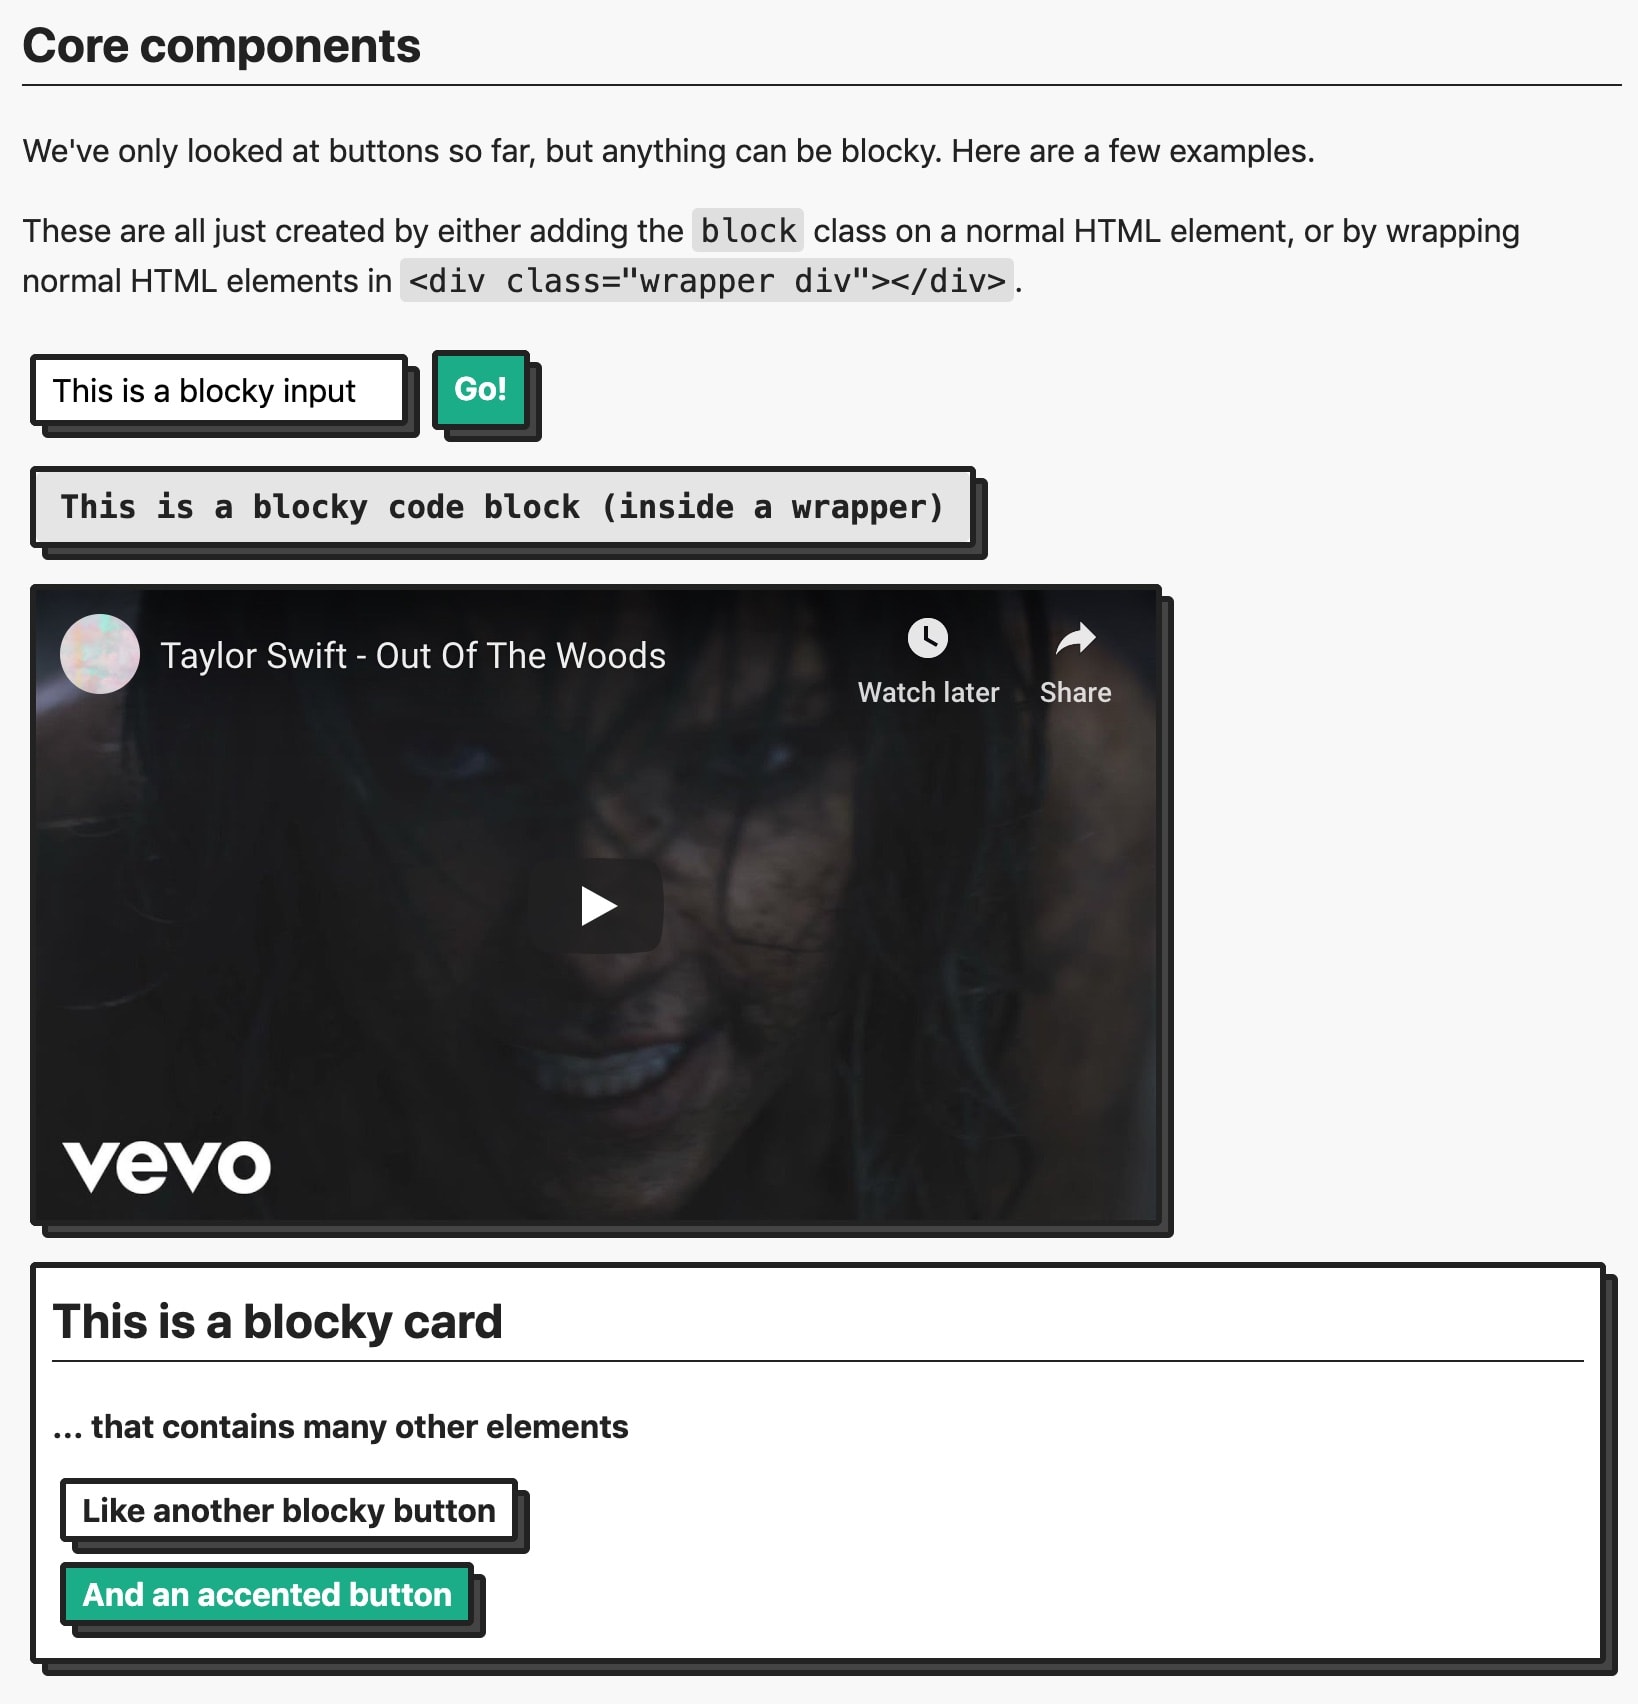 Core components
We've only looked at buttons so far, but anything can be blocky. Here are a few examples.
These are all just created by either adding the block class on a normal HTML element, or by wrapping
normal HTML elements in <div class="wrapper div"></div>.
This is a blocky input
Go!
This is a blocky code block (inside a wrapper)
Taylor Swift - Out Of The Woods
Watch later
Share
vevo
This is a blocky card
... that contains many other elements
Like another blocky button
And an accented button